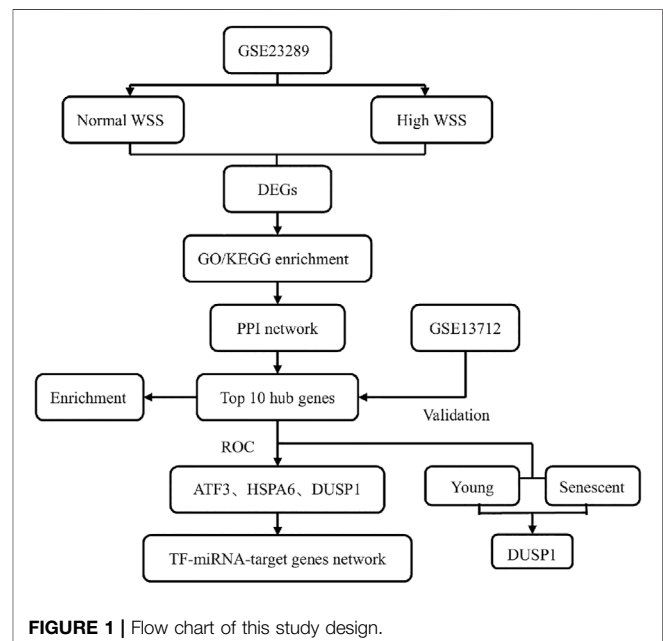 GSE23289
Normal WSS
High WSS
DEGs
GO/KEGG enrichment
PPI network
GSE13712
Enrichment
Top 10 hub genes
Validation
ROC
ATF3、HSPA6、DUSP1
Young
Senescent
TF-miRNA-target genes network
DUSP1
FIGURE 1 | Flow chart of this study design.